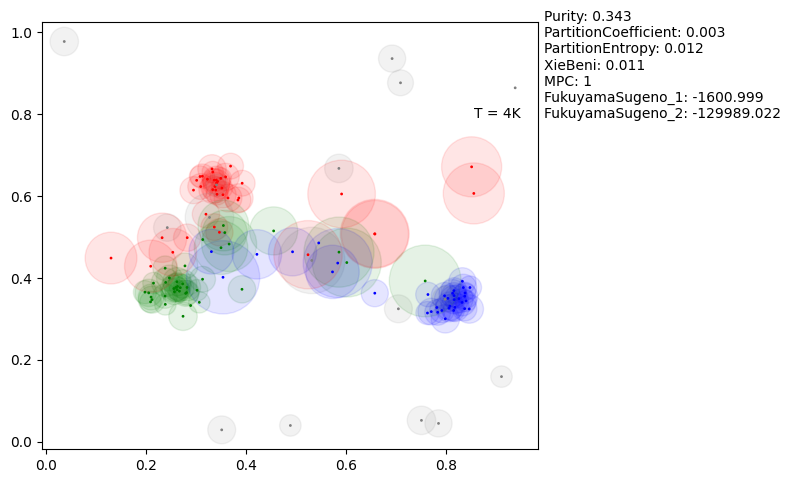 Purity: 0.343
PartitionCoefficient: 0.003
PartitionEntropy: 0.012
XieBeni: 0.011
MPC: 1
FukuyamaSugeno_1: -1600.999
FukuyamaSugeno_2: -129989.022
T = 4K
1.0
0.8
0.6
0.4
0.2
0.0
0.0 0.2 0.4 0.6 0.8